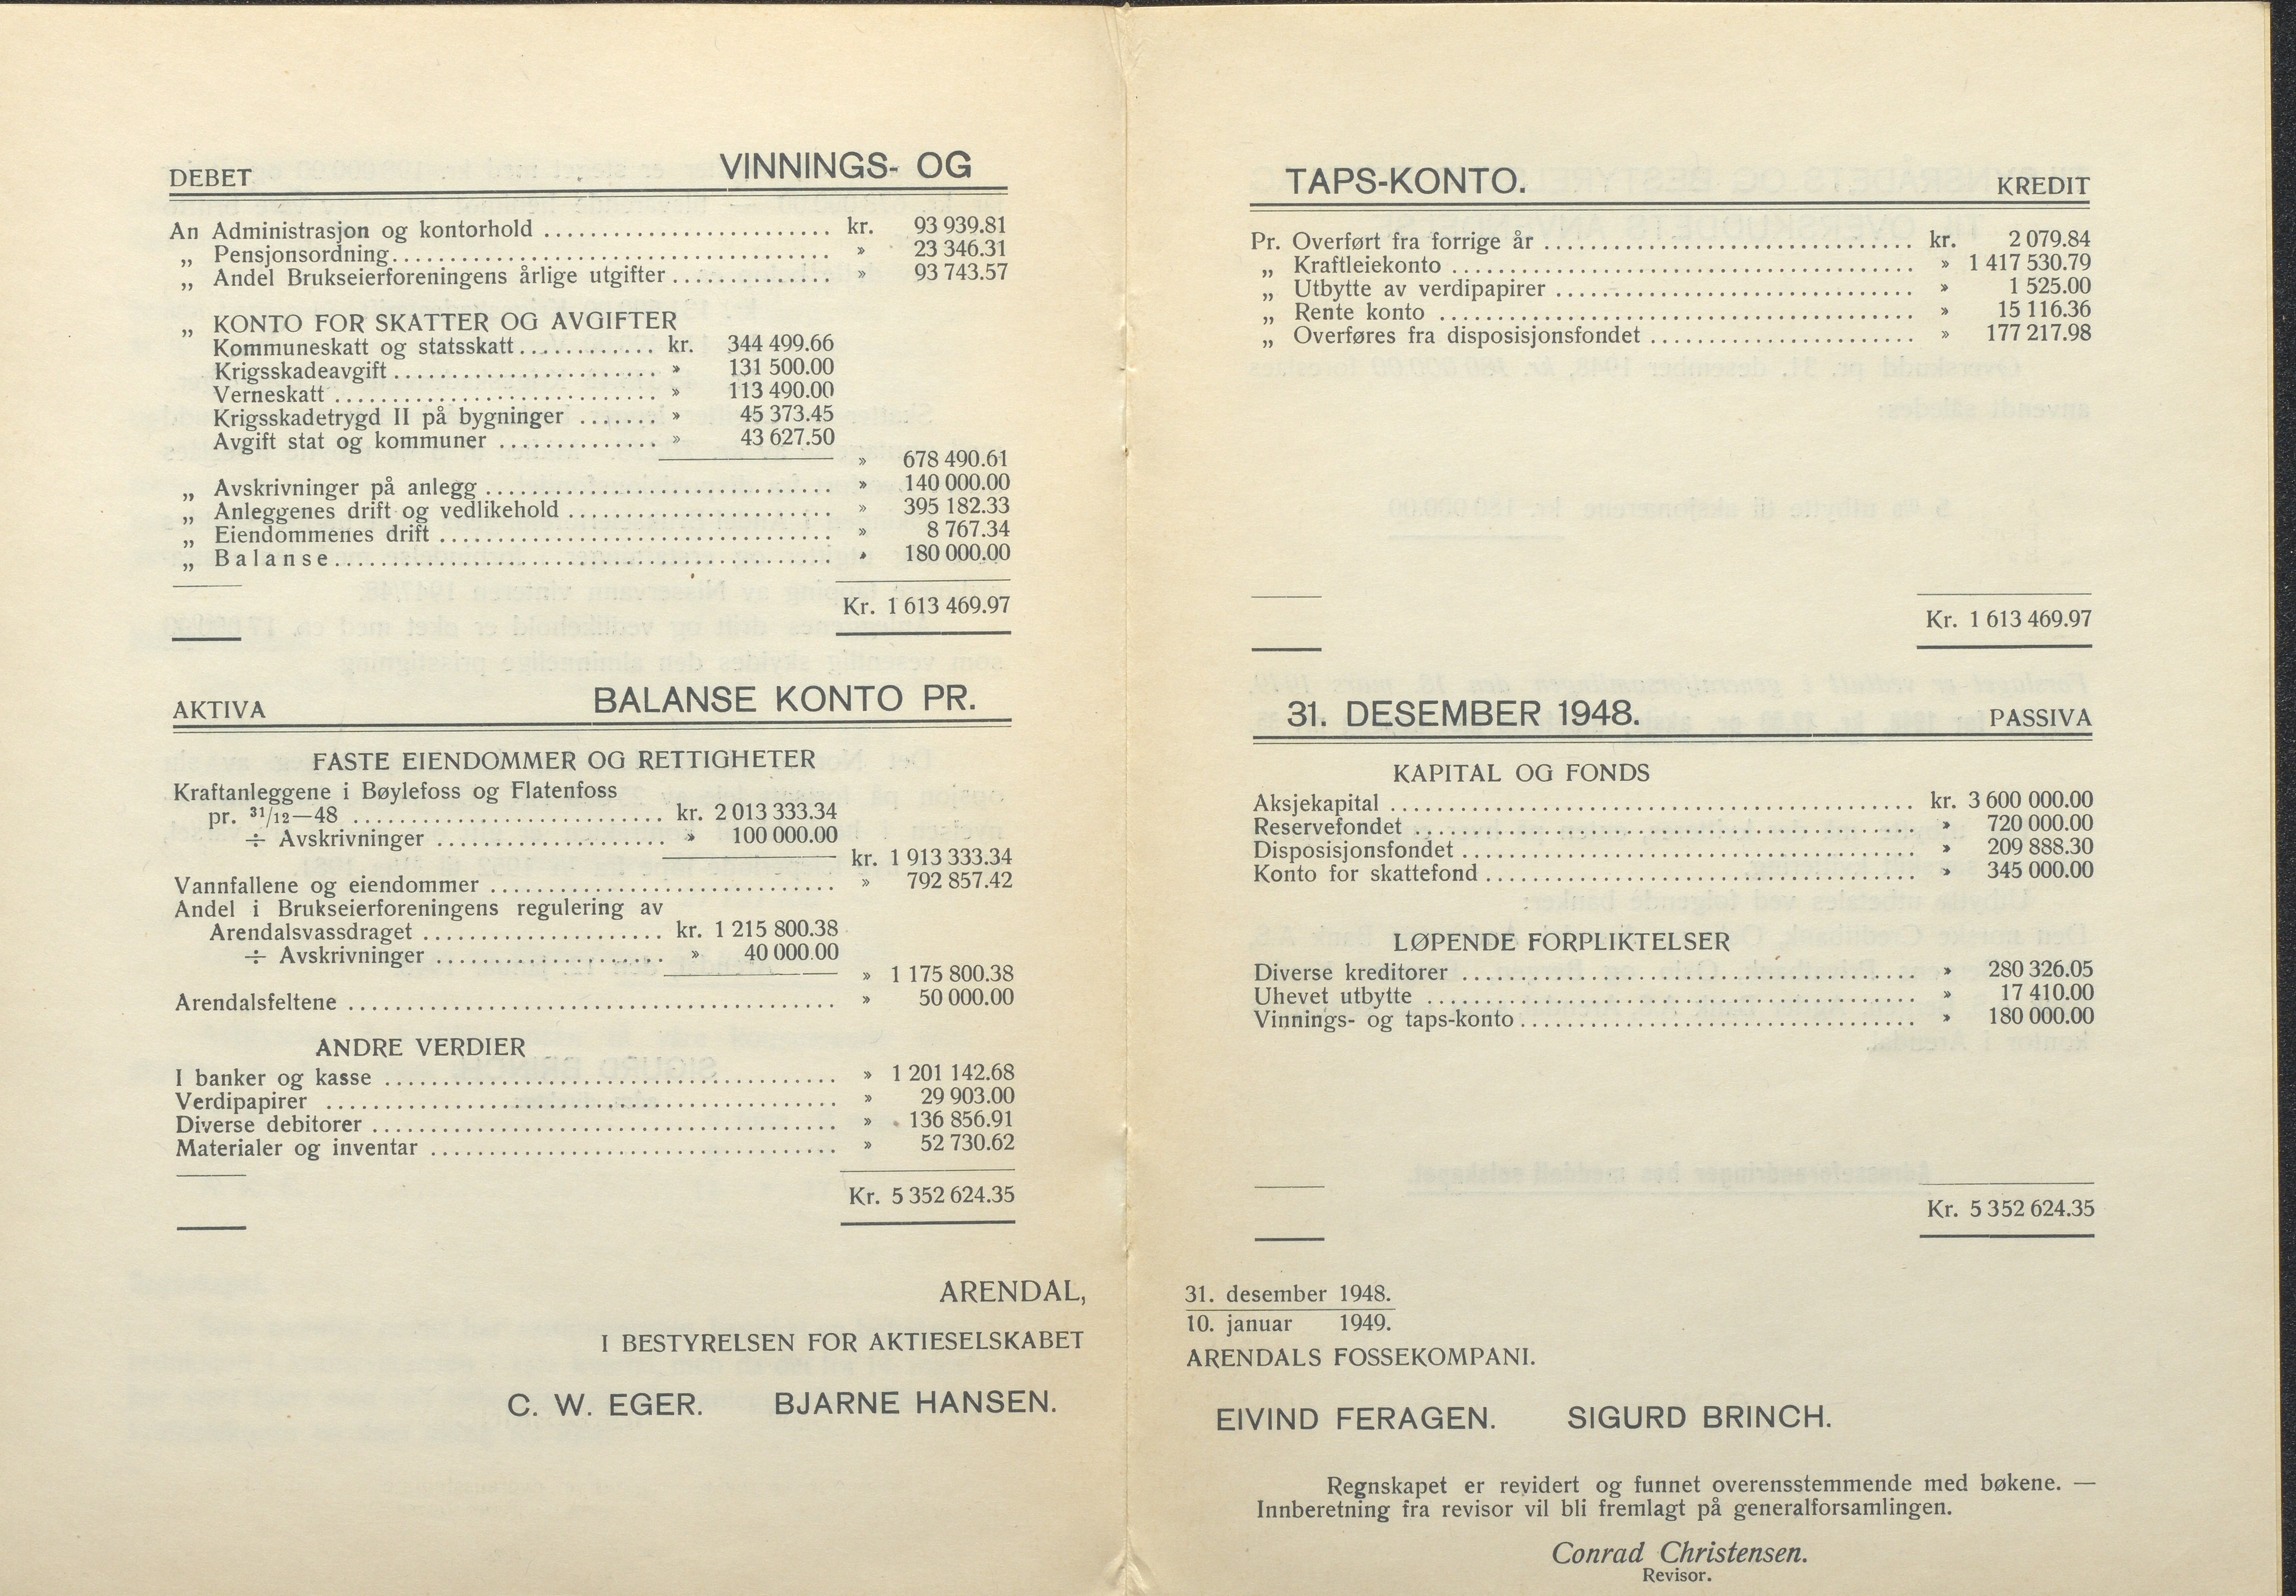 DEBET VINNINGS- OG
An Administrasjon og kontorhold ........................ kr. 93 939.81
„ Pensjonsordning...................................... » 23 346.31
„ Andel Brukseierforeningens årlige utgifter .............. » 93 743.57
„ KONTO FOR SKATTER OG AVGIFTER
Kommuneskatt og statsskatt............ kr. 344 499.66
Krigsskadeavgift....................... » 131 500.00
Verneskatt ............................ » 113 490.00
Krigsskadetrygd II på bygninger ....... » 45 373.45
Avgift stat og kommuner .............. » 43 627.50
» 678 490.61
„ Avskrivninger på anlegg .............................. » 140 000.00
„ Anleggenes drift og vedlikehold ....................... » 395 182.33
„ Eiendommenes drift .................................. » 8 767.34
„ Balanse........................................... » 180 000.00
Kr. 1 613 469.97
AKTIVA BALANSE KONTO PR.
FASTE EIENDOMMER OG RETTIGHETER
Kraftanleggene i Bøylefoss og Flatenfoss
pr. 31/12—48 ........................... kr. 2 013 333.34
÷ Avskrivninger .................... » 100 000.00
kr. 1 913 333.34
Vannfallene og eiendommer .............................. » 792 857.42
Andel i Brukseierforeningens regulering av
Arendalsvassdraget ..................... kr. 1 215 800.38
÷ Avskrivninger .................... » 40 000.00
» 1 175 800.38
Arendalsfeltene .......................................... » 50 000.00
ANDRE VERDIER
I banker og kasse ....................................... » 1 201 142.68
Verdipapirer ............................................ » 29 903.00
Diverse debitorer ........................................ » 136 856.91
Materialer og inventar ................................... » 52 730.62
Kr. 5 352 624.35
ARENDAL,
I BESTYRELSEN FOR AKTIESELSKABET
C. W. EGER. BJARNE HANSEN.
TAPS-KONTO. KREDIT
Pr. Overført fra forrige år ................................ kr. 2 079.84
„ Kraftleiekonto ........................................ » 1 417 530.79
„ Utbytte av verdipapirer ............................... » 1 525.00
„ Rente konto ......................................... » 15 116.36
„ Overføres fra disposisjonsfondet ....................... » 177 217.98
Kr. 1 613 469.97
31. DESEMBER 1948. PASSIVA
KAPITAL OG FONDS
Aksjekapital ............................................. kr. 3 600 000.00
Reservefondet ........................................... » 720 000.00
Disposisjonsfondet ....................................... » 209 888.30
Konto for skattefond ..................................... » 345 000.00
LØPENDE FORPLIKTELSER
Diverse kreditorer ....................................... » 280 326.05
Uhevet utbytte .......................................... » 17 410.00
Vinnings- og taps-konto .................................. » 180 000.00
Kr. 5 352 624.35
31. desember 1948.
10. januar 1949.
ARENDALS FOSSEKOMPANI.
EIVIND FERAGEN. SIGURD BRINCH.
Regnskapet er revidert og funnet overensstemmende med bøkene. —
Innberetning fra revisor vil bli fremlagt på generalforsamlingen.
Conrad Christensen.
Revisor.